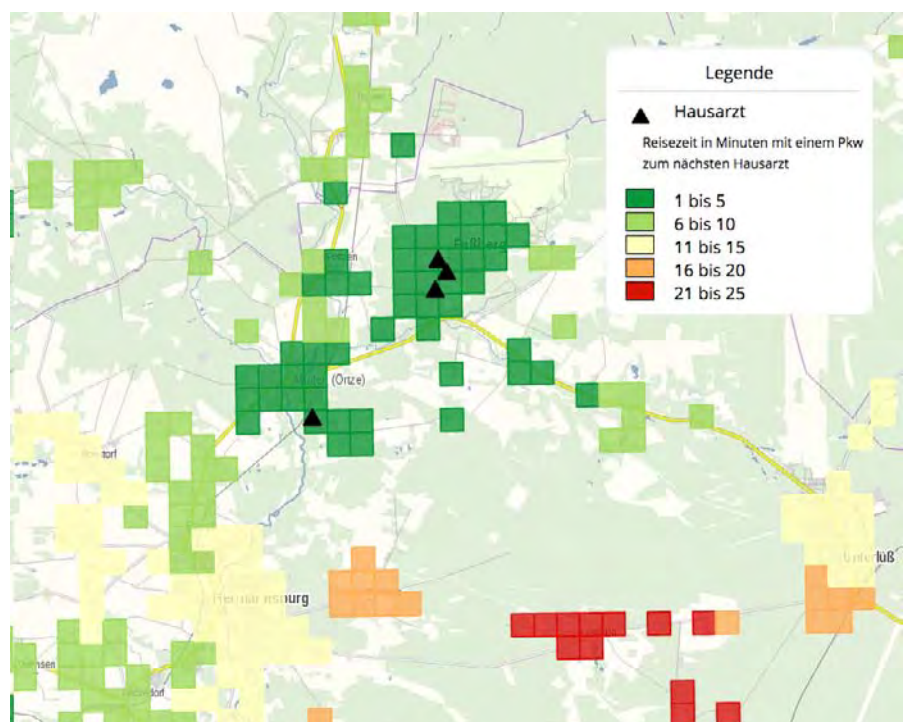 Legende
Hausarzt
Reisezeit in Minuten mit einem Pkw
zum nächsten Hausarzt
1 bis 5
6 bis 10
11 bis 15
16 bis 20
21 bis 25
Faßberg
(Örtze)
Unterlüß
Hermannsburg